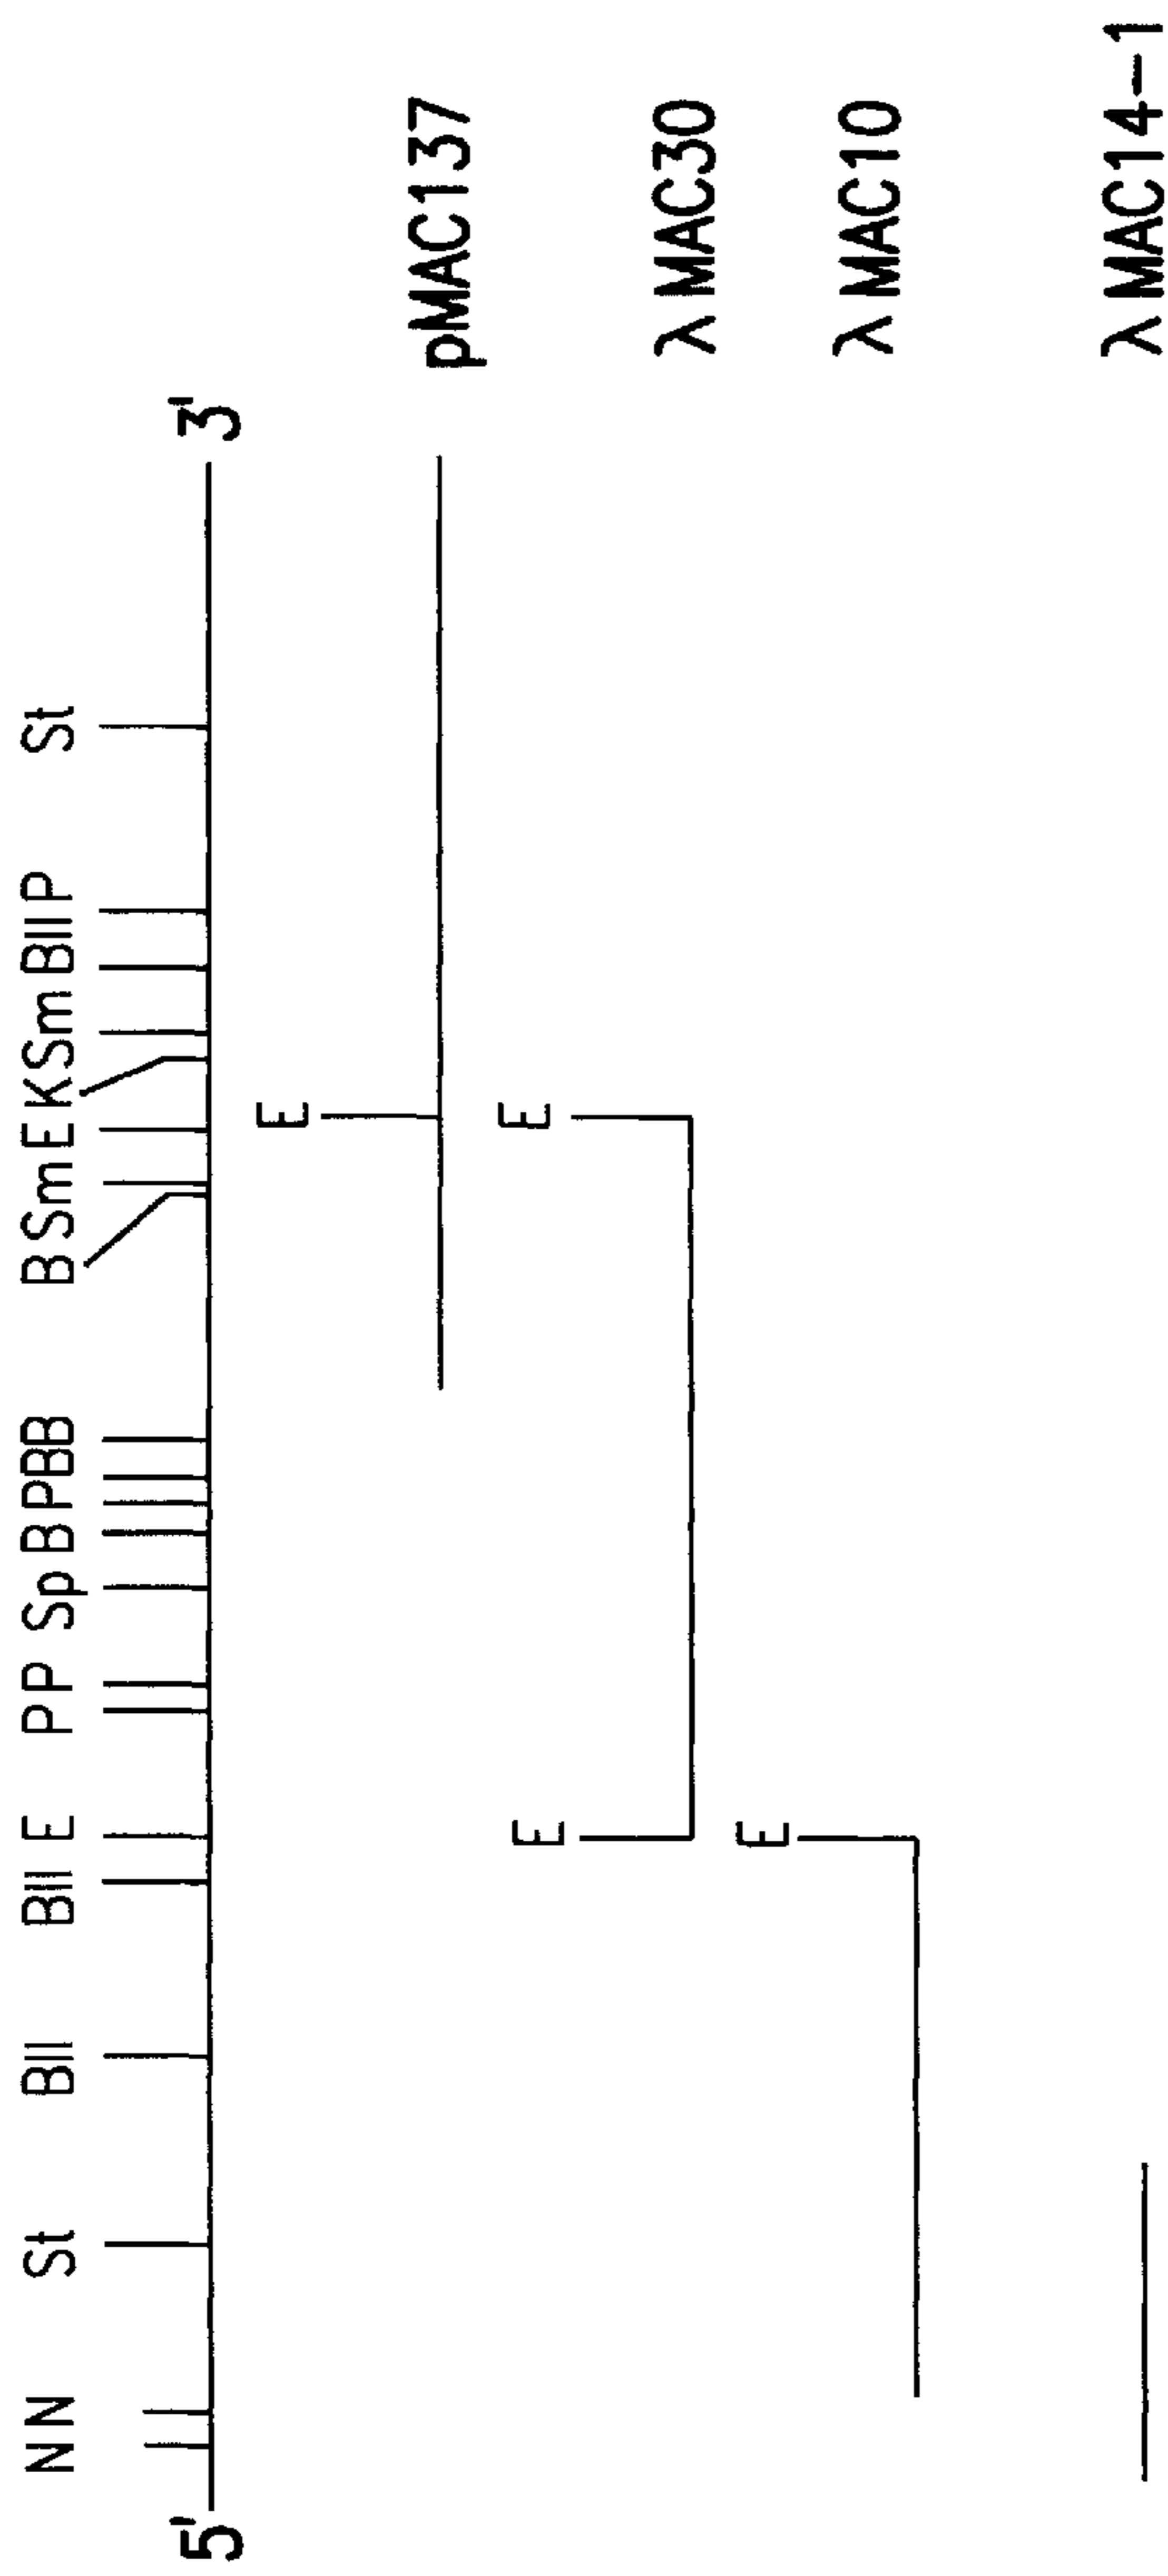 N N St BII BII E P P Sp B P B B B Sm E K Sm BII P St
5' 3'
E
pMAC137
E E
λ MAC30
E
λ MAC10
λ MAC14-1